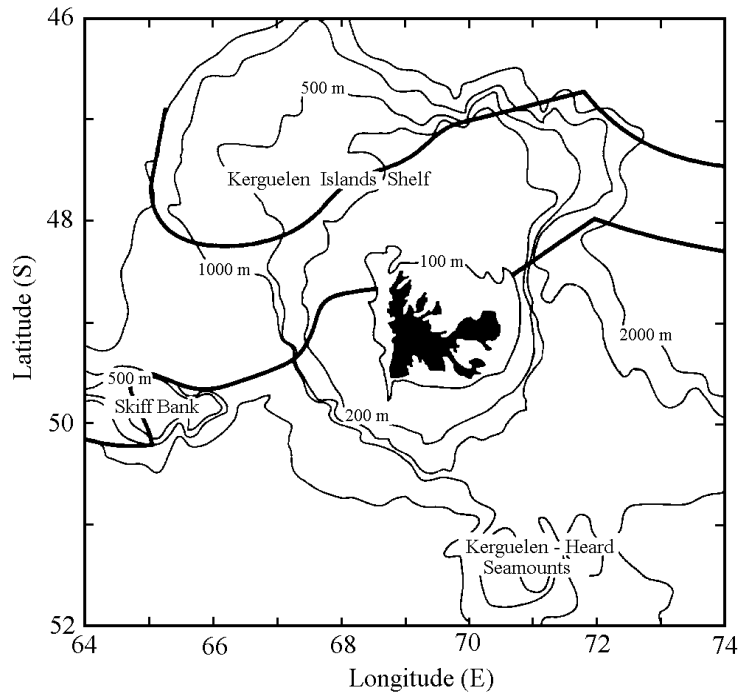 46
500 m
Kerguelen Islands Shelf
48
1000 m
100 m
2000 m
Latitude (S)
500 m
Skiff Bank
200 m
50
Kerguelen - Heard
Seamounts
52
64 66 68 70 72 74
Longitude (E)